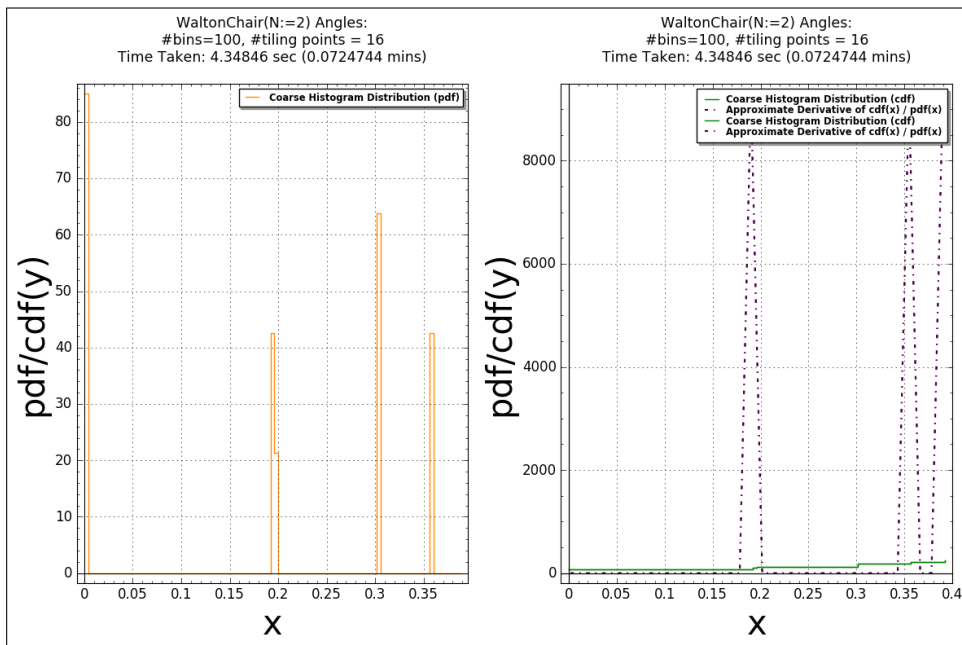 WaltonChair(N:=2) Angles:
#bins=100, #tiling points = 16
Time Taken: 4.34846 sec (0.0724744 mins)
Coarse Histogram Distribution (pdf)
80
70
60
50
40
30
20
10
0
0
0.05
0.1
0.15
0.2
0.25
0.3
0.35
pdf/cdf(y)
x
WaltonChair(N:=2) Angles:
#bins=100, #tiling points = 16
Time Taken: 4.34846 sec (0.0724744 mins)
Coarse Histogram Distribution (cdf)
Approximate Derivative of cdf(x) / pdf(x)
Coarse Histogram Distribution (cdf)
Approximate Derivative of cdf(x) / pdf(x)
8000
6000
4000
2000
0
0
0.05
0.1
0.15
0.2
0.25
0.3
0.35
0.4
pdf/cdf(y)
x